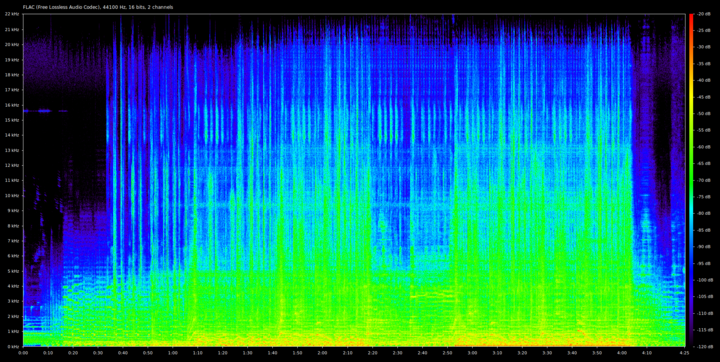 FLAC (Free Lossless Audio Codec), 44100 Hz, 16 bits, 2 channels
22 kHz
21 kHz
20 kHz
19 kHz
18 kHz
17 kHz
16 kHz
15 kHz
14 kHz
13 kHz
12 kHz
11 kHz
10 kHz
9 kHz
8 kHz
7 kHz
6 kHz
5 kHz
4 kHz
3 kHz
2 kHz
1 kHz
0 kHz
0:00 0:10 0:20 0:30 0:40 0:50 1:00 1:10 1:20 1:30 1:40 1:50 2:00 2:10 2:20 2:30 2:40 2:50 3:00 3:10 3:20 3:30 3:40 3:50 4:00 4:10 4:25
-20 dB
-25 dB
-30 dB
-35 dB
-40 dB
-45 dB
-50 dB
-55 dB
-60 dB
-65 dB
-70 dB
-75 dB
-80 dB
-85 dB
-90 dB
-95 dB
-100 dB
-105 dB
-110 dB
-115 dB
-120 dB